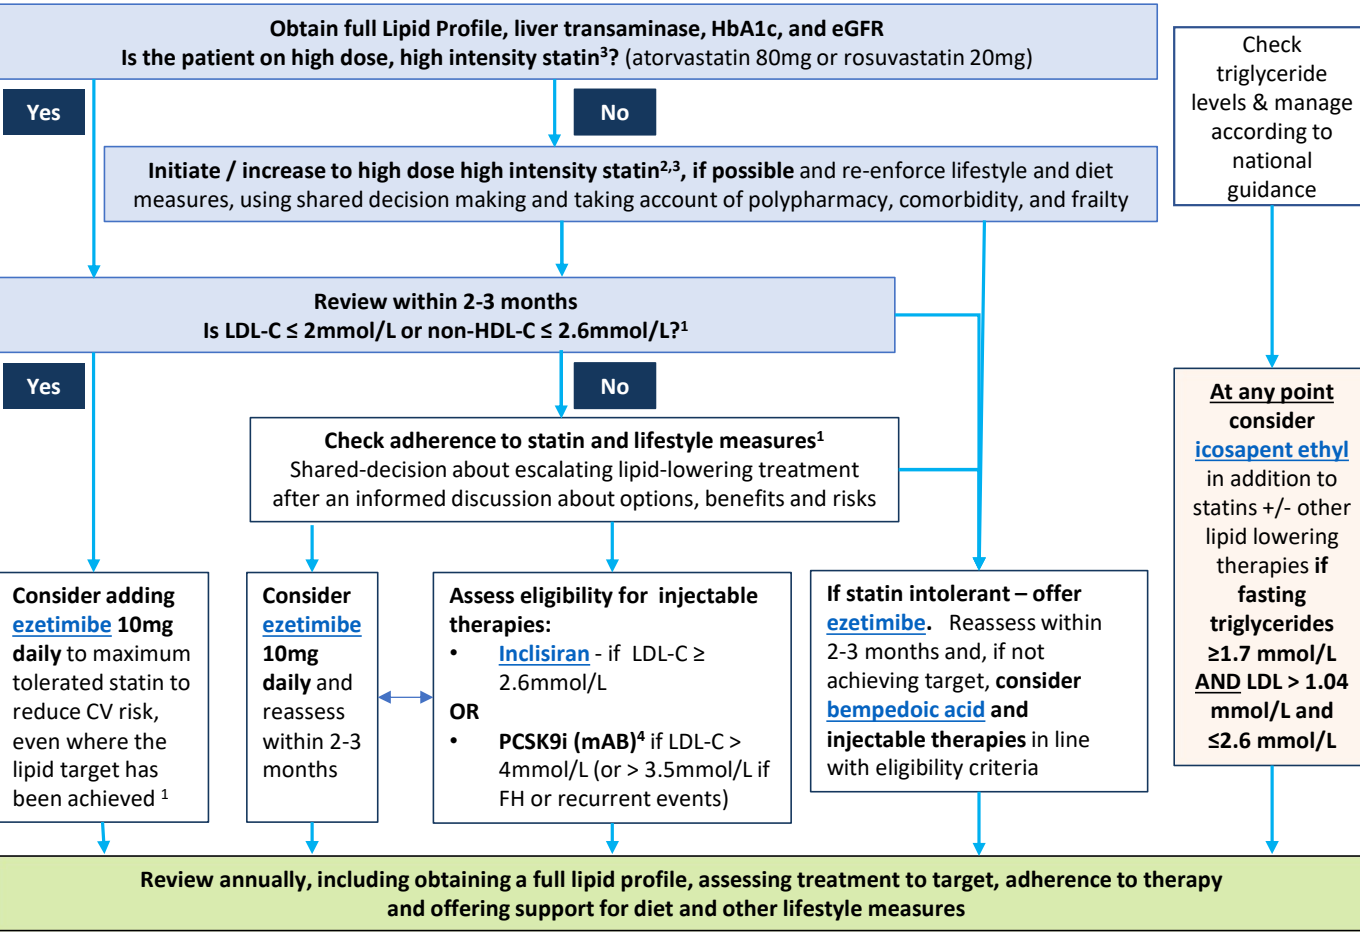 Obtain full Lipid Profile, liver transaminase, HbA1c, and eGFR
Is the patient on high dose, high intensity statin³? (atorvastatin 80mg or rosuvastatin 20mg)
Yes
No
Initiate / increase to high dose high intensity statin²,³, if possible and re-enforce lifestyle and diet
measures, using shared decision making and taking account of polypharmacy, comorbidity, and frailty
Review within 2-3 months
Is LDL-C ≤ 2mmol/L or non-HDL-C ≤ 2.6mmol/L?¹
Yes
No
Check adherence to statin and lifestyle measures¹
Shared-decision about escalating lipid-lowering treatment
after an informed discussion about options, benefits and risks
Consider adding
ezetimibe 10mg
daily to maximum
tolerated statin to
reduce CV risk,
even where the
lipid target has
been achieved ¹
Consider
ezetimibe
10mg
daily and
reassess
within 2-3
months
Assess eligibility for injectable
therapies:
• Inclisiran - if LDL-C ≥
2.6mmol/L
OR
• PCSK9i (mAB)⁴ if LDL-C >
4mmol/L (or > 3.5mmol/L if
FH or recurrent events)
If statin intolerant – offer
ezetimibe. Reassess within
2-3 months and, if not
achieving target, consider
bempedoic acid and
injectable therapies in line
with eligibility criteria
Check
triglyceride
levels & manage
according to
national
guidance
At any point
consider
icosapent ethyl
in addition to
statins +/- other
lipid lowering
therapies if
fasting
triglycerides
≥1.7 mmol/L
AND LDL > 1.04
mmol/L and
≤2.6 mmol/L
Review annually, including obtaining a full lipid profile, assessing treatment to target, adherence to therapy
and offering support for diet and other lifestyle measures